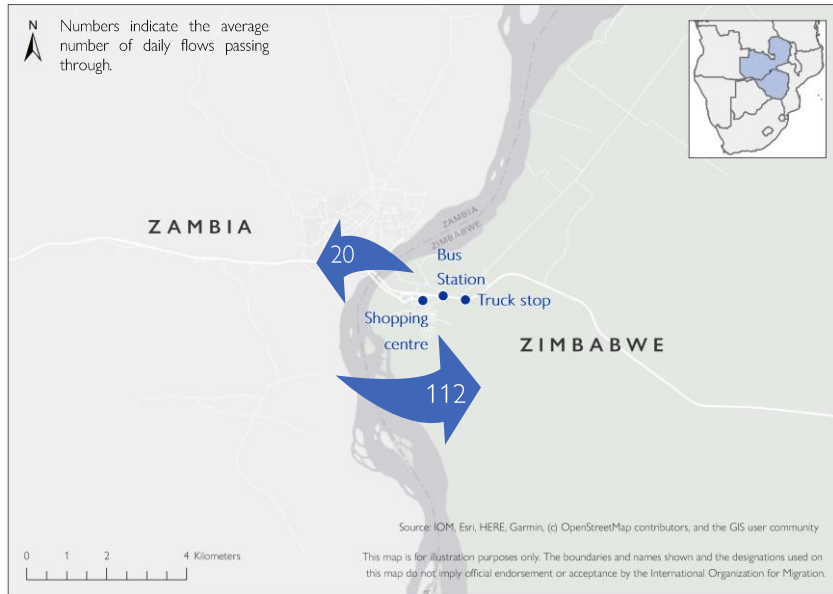 N
Numbers indicate the average
number of daily flows passing
through.
ZAMBIA
ZAMBIA
ZIMBABWE
20
Bus
Station
Truck stop
Shopping
centre
ZIMBABWE
112
Source: IOM, Esri, HERE, Garmin, (c) OpenStreetMap contributors, and the GIS user community
0 1 2 4 Kilometers
This map is for illustration purposes only. The boundaries and names shown and the designations used on
this map do not imply official endorsement or acceptance by the International Organization for Migration.